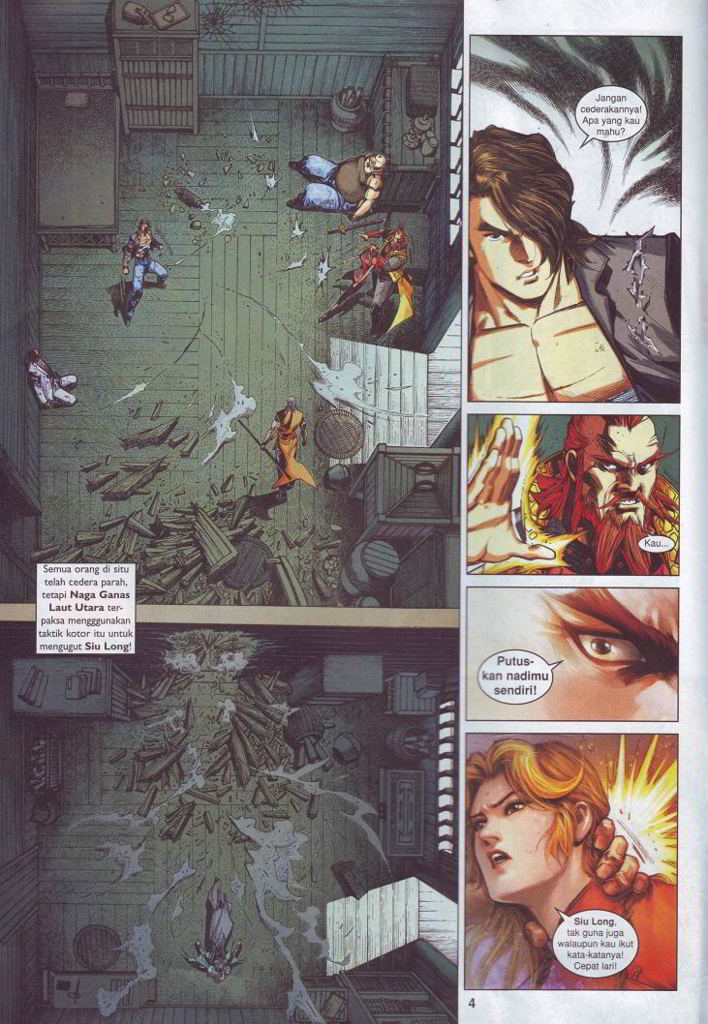 Semua orang di situ
telah cedera parah,
tetapi Naga Ganas
Laut Utara ter-
paksa mengggunakan
taktik kotor itu untuk
mengugut Siu Long!
Jangan
cederakannya!
Apa yang kau
mahu?
Kau...
Putus-
kan nadimu
sendiri!
Siu Long,
tak guna juga
walaupun kau ikut
kata-katanya!
Cepat lari!
4